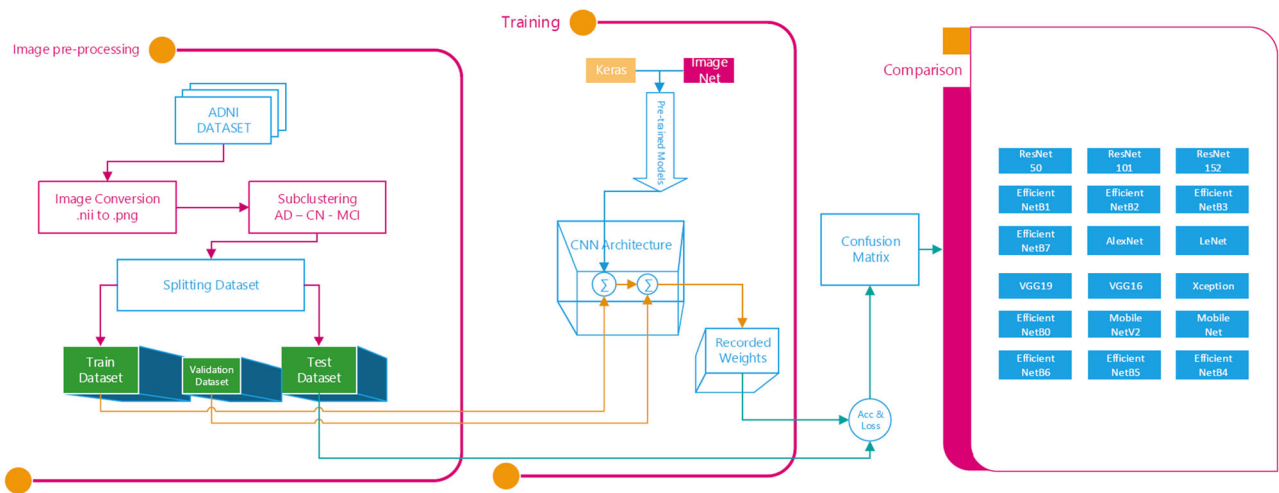 Image pre-processing
ADNI
DATASET
Image Conversion
.nii to .png
Subclustering
AD – CN - MCI
Splitting Dataset
Train
Dataset
Validation
Dataset
Test
Dataset
Training
Keras
Image
Net
Pre-trained Models
CNN Architecture
∑
∑
Recorded
Weights
Acc &
Loss
Confusion
Matrix
Comparison
ResNet
50
ResNet
101
ResNet
152
Efficient
NetB1
Efficient
NetB2
Efficient
NetB3
Efficient
NetB7
AlexNet
LeNet
VGG19
VGG16
Xception
Efficient
NetB0
Mobile
NetV2
Mobile
Net
Efficient
NetB6
Efficient
NetB5
Efficient
NetB4